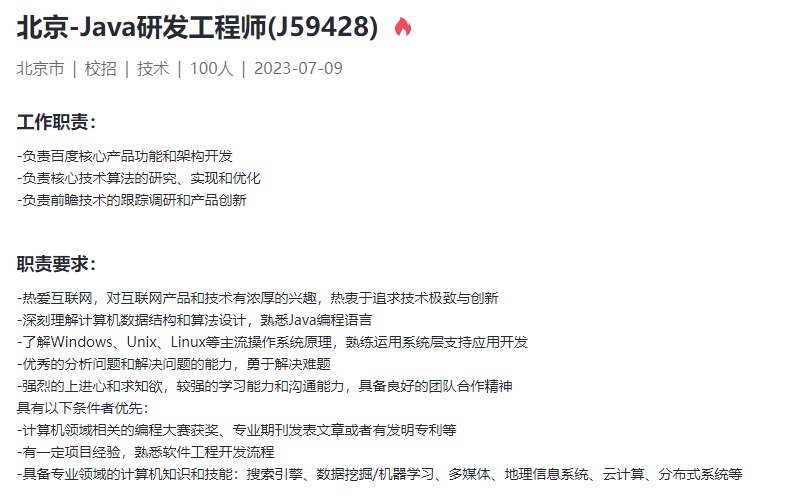 北京-Java研发工程师(J59428)
北京市 | 校招 | 技术 | 100人 | 2023-07-09
工作职责：
-负责百度核心产品功能和架构开发
-负责核心技术算法的研究、实现和优化
-负责前瞻技术的跟踪调研和产品创新
职责要求：
-热爱互联网，对互联网产品和技术有浓厚的兴趣，热衷于追求技术极致与创新
-深刻理解计算机数据结构和算法设计，熟悉Java编程语言
-了解Windows、Unix、Linux等主流操作系统原理，熟练运用系统层支持应用开发
-优秀的分析问题和解决问题的能力，勇于解决难题
-强烈的上进心和求知欲，较强的学习能力和沟通能力，具备良好的团队合作精神
具有以下条件者优先：
-计算机领域相关的编程大赛获奖、专业期刊发表文章或者有发明专利等
-有一定项目经验，熟悉软件工程开发流程
-具备专业领域的计算机知识和技能：搜索引擎、数据挖掘/机器学习、多媒体、地理信息系统、云计算、分布式系统等